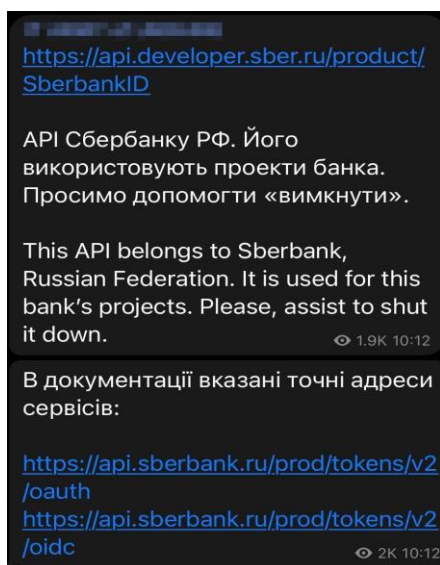 https://api.developer.sber.ru/product/
SberbankID
API Сбербанку РФ. Його
використовують проекти банка.
Просимо допомогти «вимкнути».
This API belongs to Sberbank,
Russian Federation. It is used for this
bank's projects. Please, assist to shut
it down.
1.9K 10:12
В документації вказані точні адреси
сервісів:
https://api.sberbank.ru/prod/tokens/v2
/oauth
https://api.sberbank.ru/prod/tokens/v2
/oidc
2K 10:12